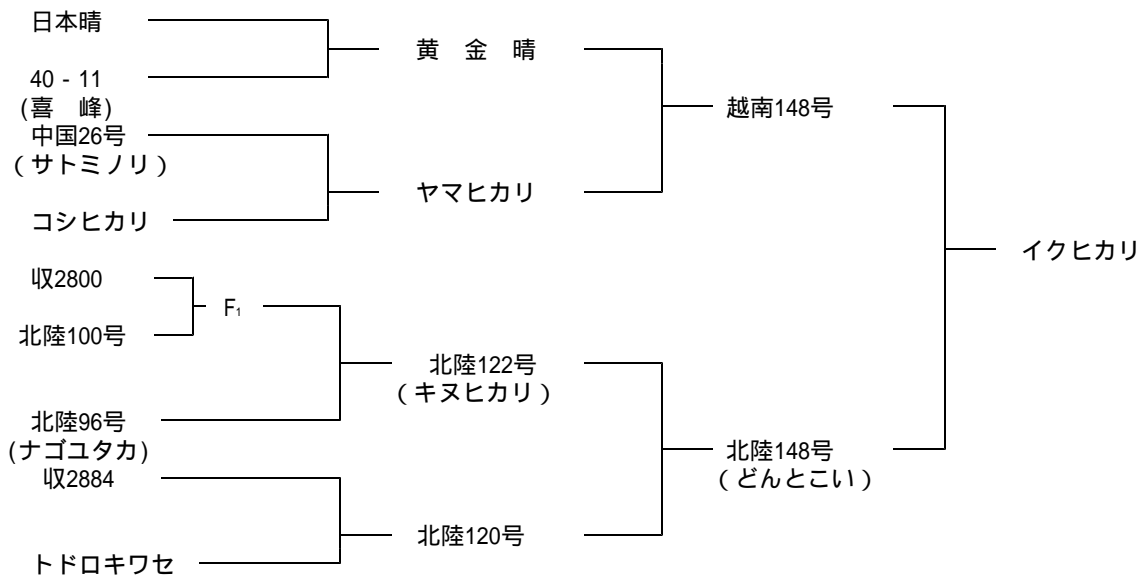 日本晴
黄 金 晴
40 - 11
(喜 峰)
越南148号
中国26号
(サトミノリ)
ヤマヒカリ
コシヒカリ
イクヒカリ
収2800
F₁
北陸100号
北陸122号
(キヌヒカリ)
北陸96号
(ナゴユタカ)
北陸148号
(どんとこい)
収2884
北陸120号
トドロキワセ